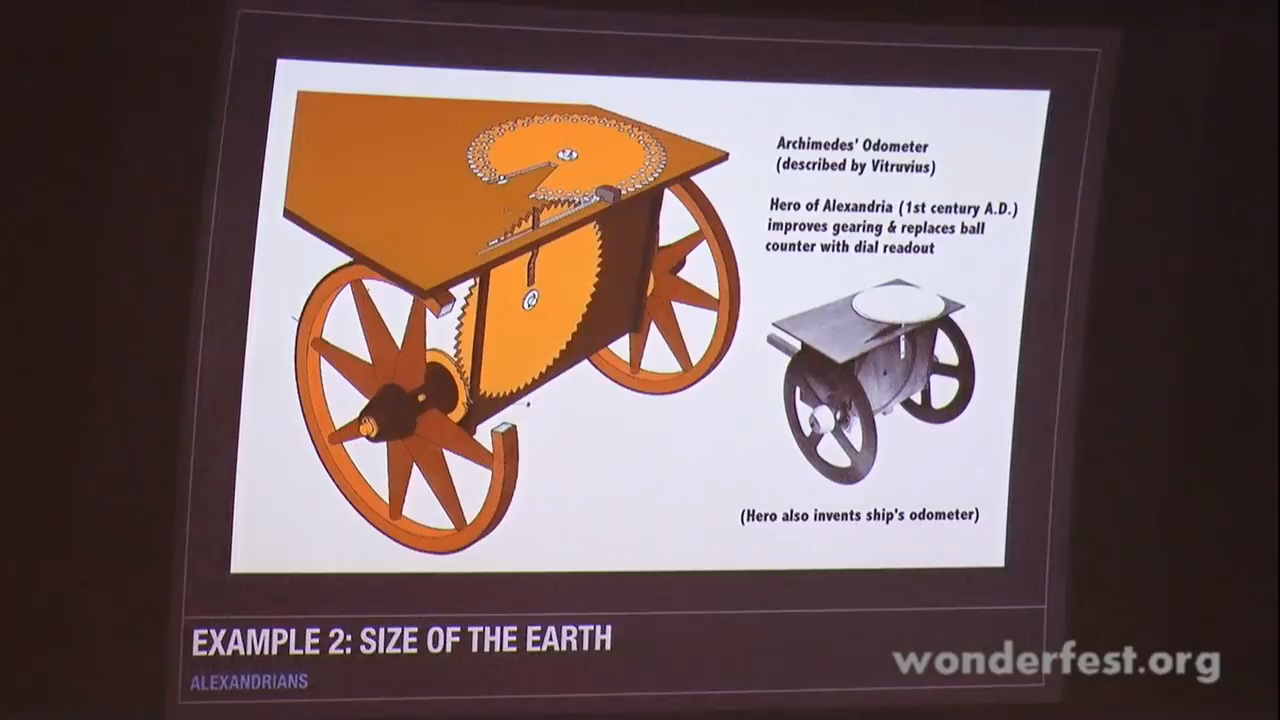 Archimedes' Odometer
(described by Vitruvius)
Hero of Alexandria (1st century A.D.)
improves gearing & replaces ball
counter with dial readout
(Hero also invents ship's odometer)
EXAMPLE 2: SIZE OF THE EARTH
ALEXANDRIANS
wonderfest.org